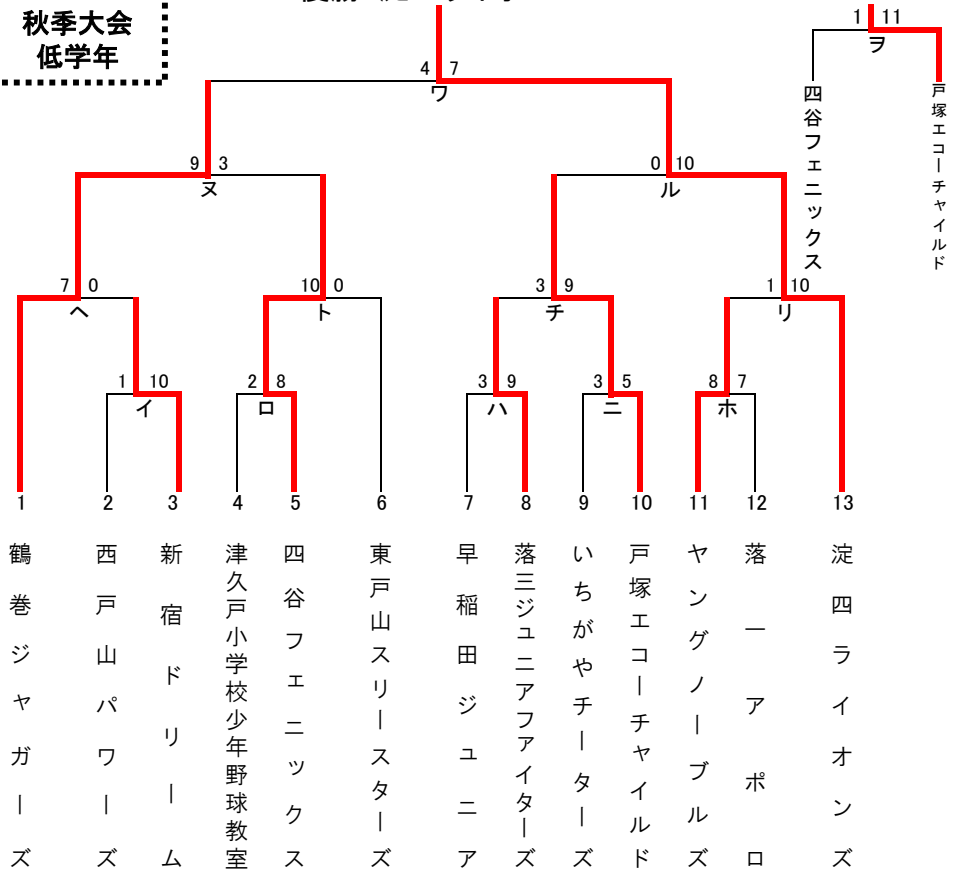 秋季大会
低学年
1 11
ヲ
四谷フェニックス
戸塚エコーチャイルド
4 7
ワ
9 3
ヌ
0 10
ル
7 0
ヘ
10 0
ト
3 9
チ
1 10
リ
1 10
イ
2 8
ロ
3 9
ハ
3 5
ニ
8 7
ホ
1 2 3 4 5 6 7 8 9 10 11 12 13
鶴巻ジャガーズ
西戸山パワーズ
新宿ドリーム
津久戸小学校少年野球教室
四谷フェニックス
東戸山スリースターズ
早稲田ジュニア
落三ジュニアファイターズ
いちがやチーターズ
戸塚エコーチャイルド
ヤングノーブルズ
落一アポロ
淀四ライオンズ